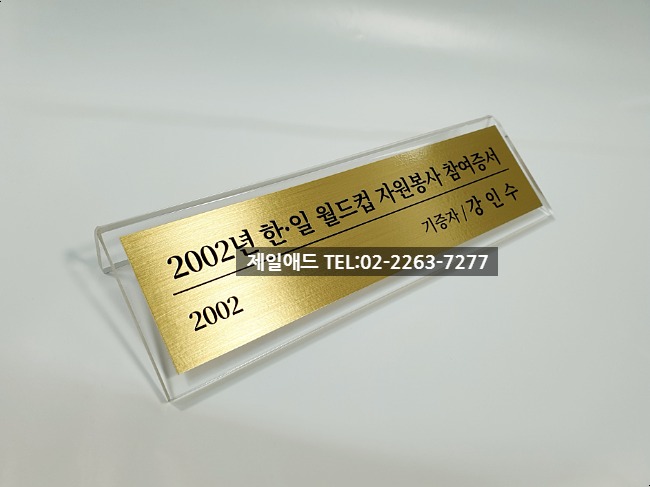 2002년 한·일 월드컵 자원봉사 참여증서
기증자 | 강 인 수
제일애드 TEL:02-2263-7277
2002